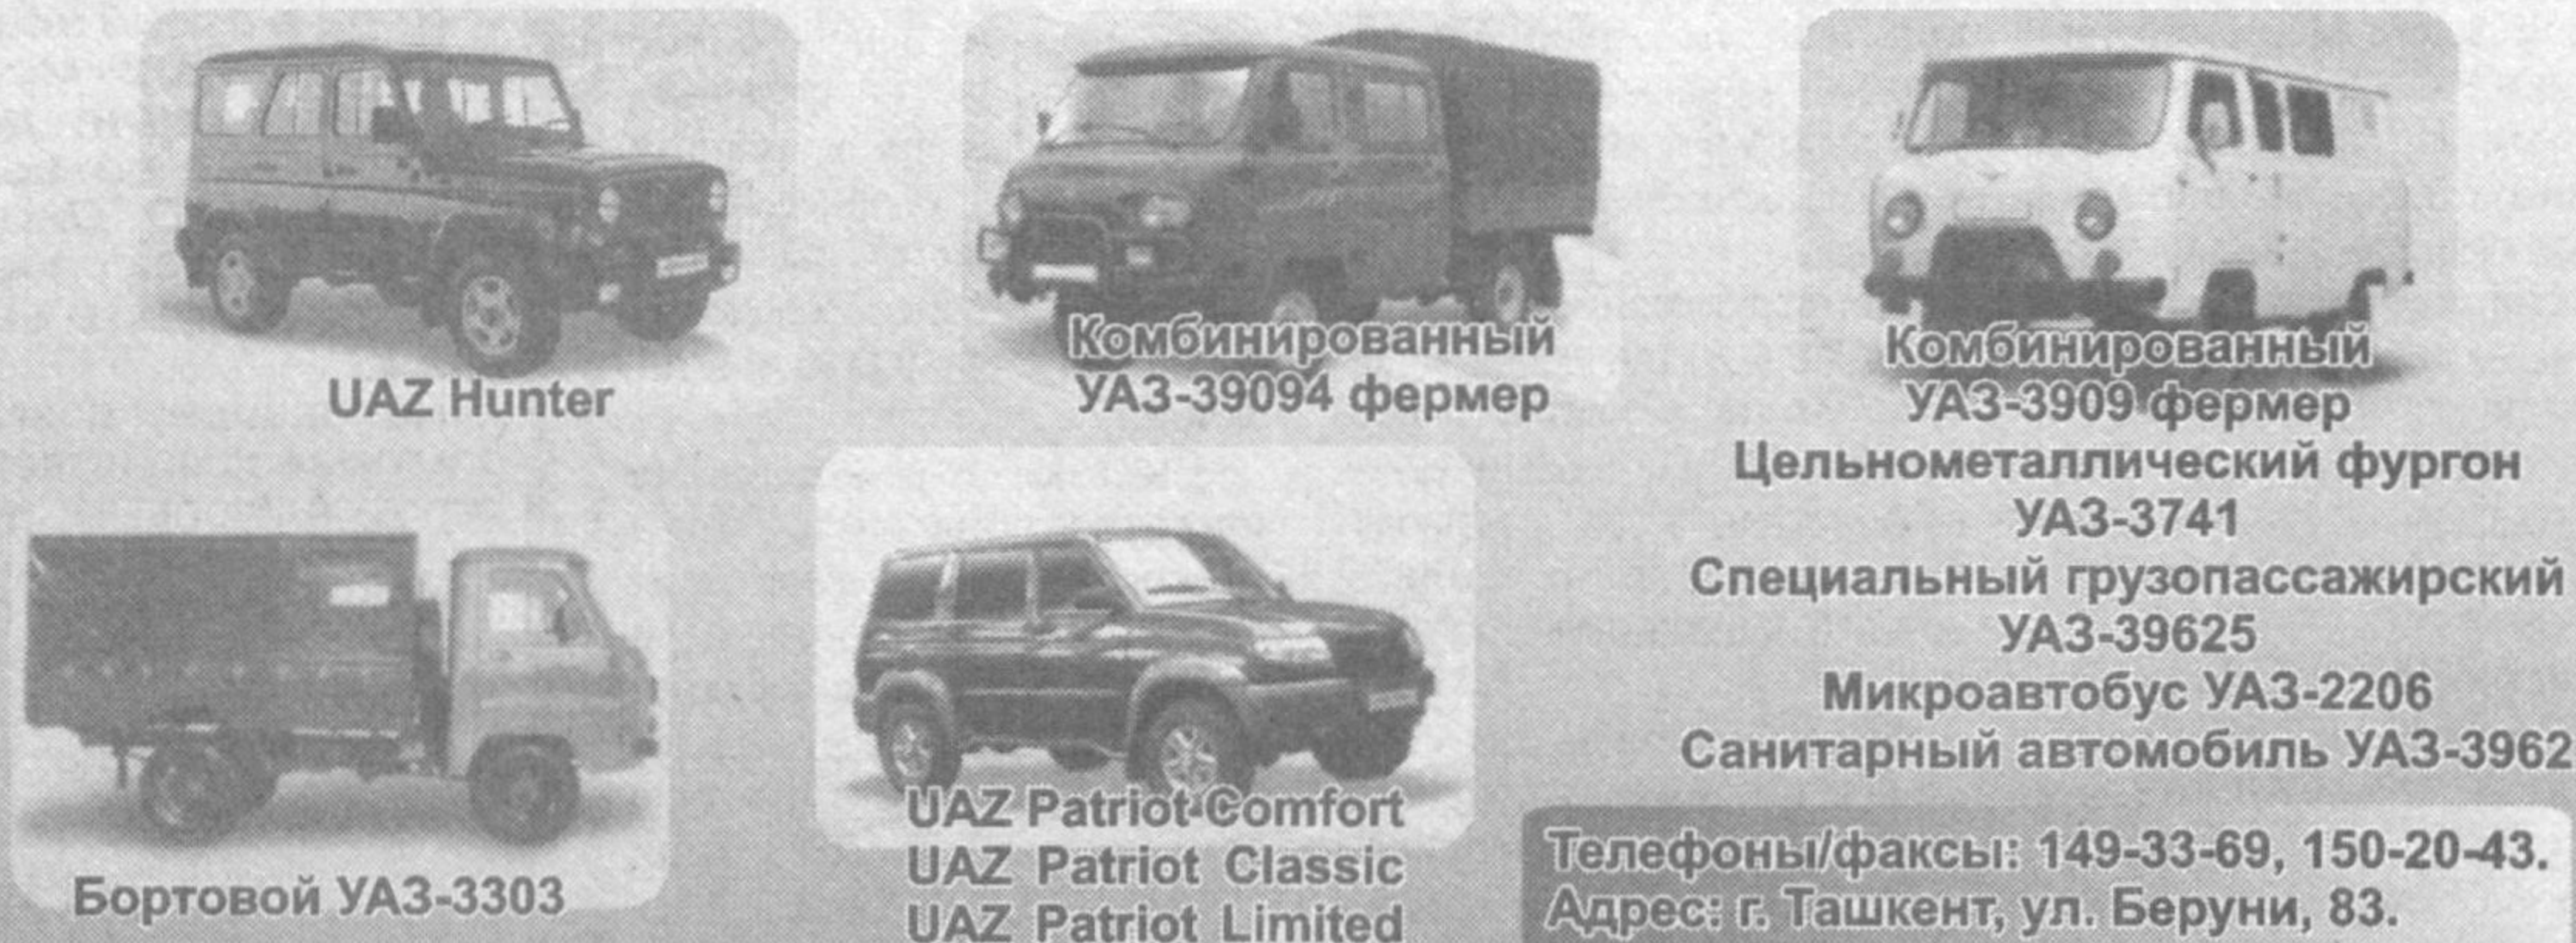 UAZ Hunter
Комбинированный
УАЗ-39094 фермер
Комбинированный
УАЗ-3909 фермер
Цельнометаллический фургон
УАЗ-3741
Специальный грузопассажирский
УАЗ-39625
Микроавтобус УАЗ-2206
Санитарный автомобиль УАЗ-3962
Бортовой УАЗ-3303
UAZ Patriot Comfort
UAZ Patriot Classic
UAZ Patriot Limited
Телефоны/факсы: 149-33-69, 150-20-43.
Адрес: г. Ташкент, ул. Беруни, 83.